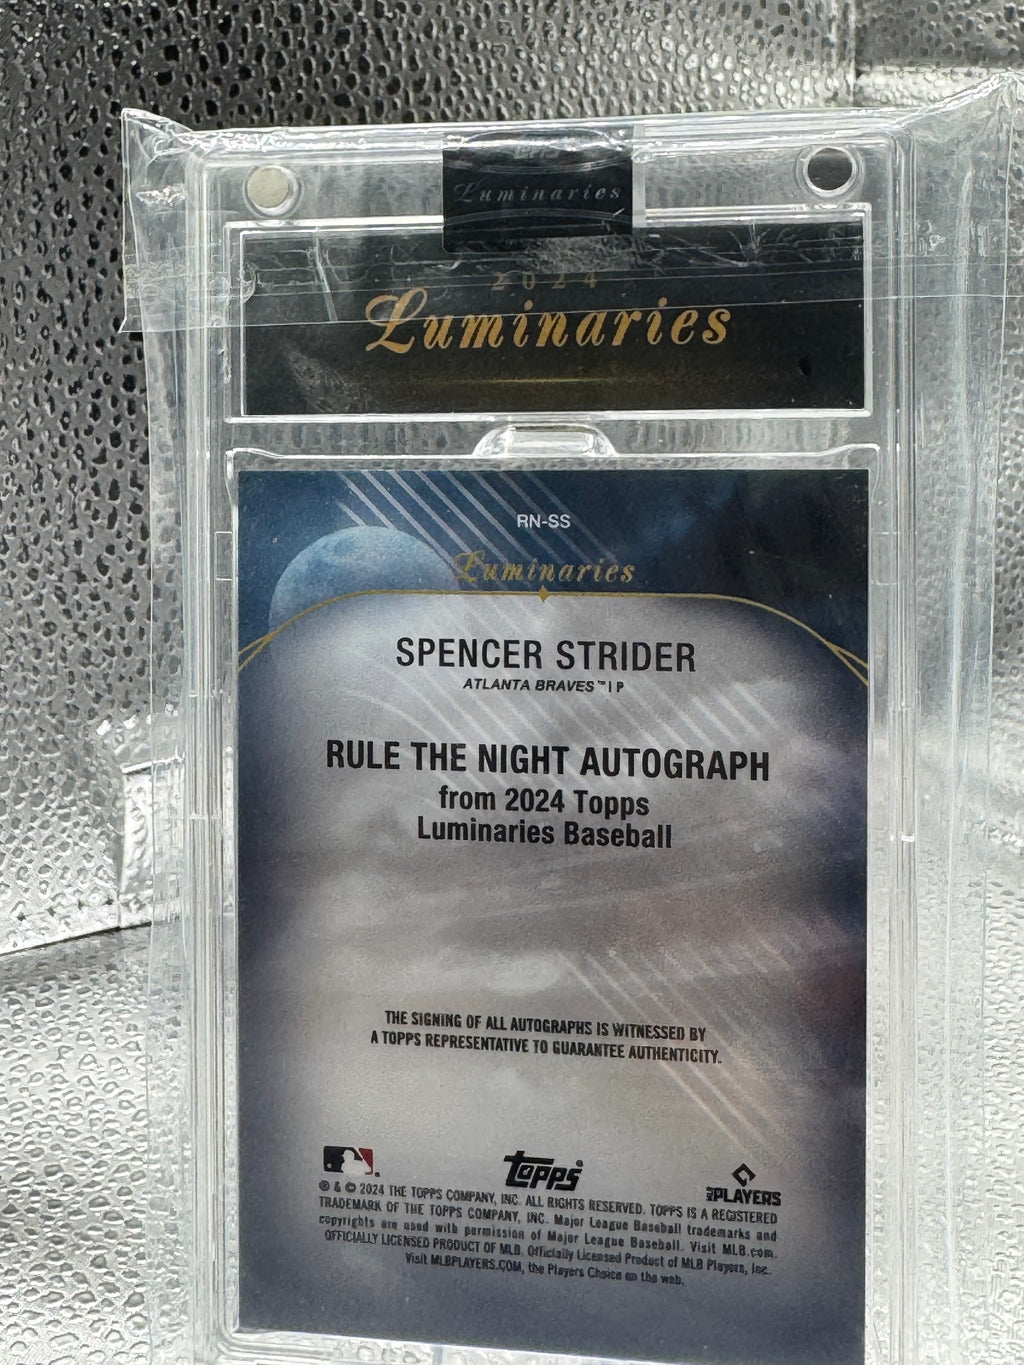 Luminaries
2024
Luminaries
RN-SS
Luminaries
SPENCER STRIDER
ATLANTA BRAVES™ | P
RULE THE NIGHT AUTOGRAPH
from 2024 Topps
Luminaries Baseball
THE SIGNING OF ALL AUTOGRAPHS IS WITNESSED BY
A TOPPS REPRESENTATIVE TO GUARANTEE AUTHENTICITY.
topps
PLAYERS
® & © 2024 THE TOPPS COMPANY, INC. ALL RIGHTS RESERVED. TOPPS IS A REGISTERED
TRADEMARK OF THE TOPPS COMPANY, INC. Major League Baseball trademarks and
copyrights are used with permission of Major League Baseball. Visit MLB.com.
OFFICIALLY LICENSED PRODUCT OF MLB. Officially Licensed Product of MLB Players, Inc.
Visit MLBPLAYERS.COM, the Players Choice on the web.